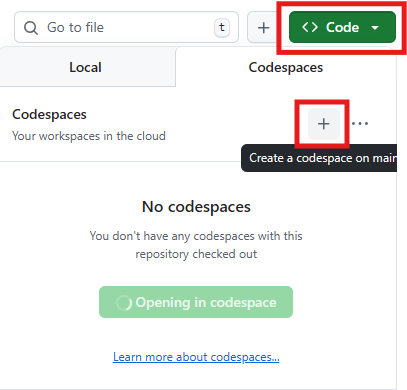 Go to file
t
+
<> Code
Local
Codespaces
Codespaces
Your workspaces in the cloud
+
...
Create a codespace on main
No codespaces
You don't have any codespaces with this
repository checked out
Opening in codespace
Learn more about codespaces...